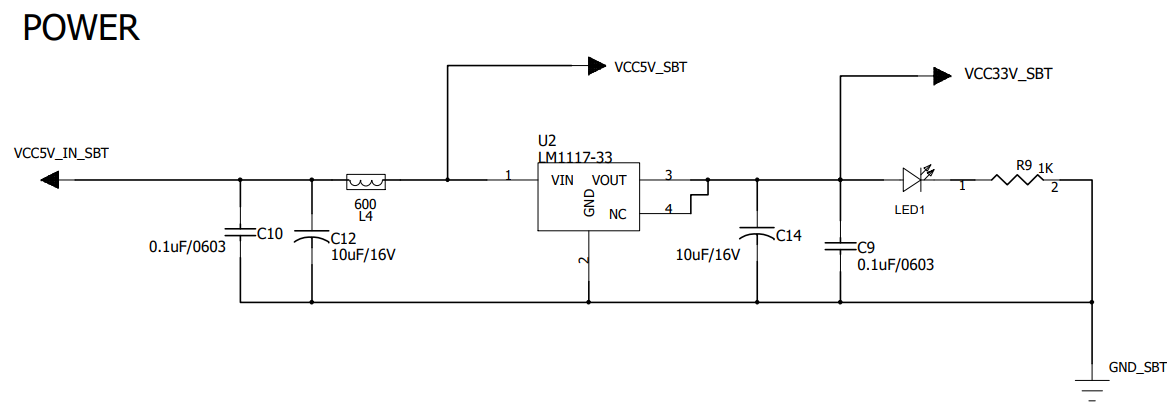 POWER
VCC5V_SBT
VCC33V_SBT
VCC5V_IN_SBT
U2
LM1117-33
1
VIN
VOUT
3
GND
NC
4
2
600
L4
C10
0.1uF/0603
C12
10uF/16V
C14
10uF/16V
C9
0.1uF/0603
LED1
1
R9
1K
2
GND_SBT